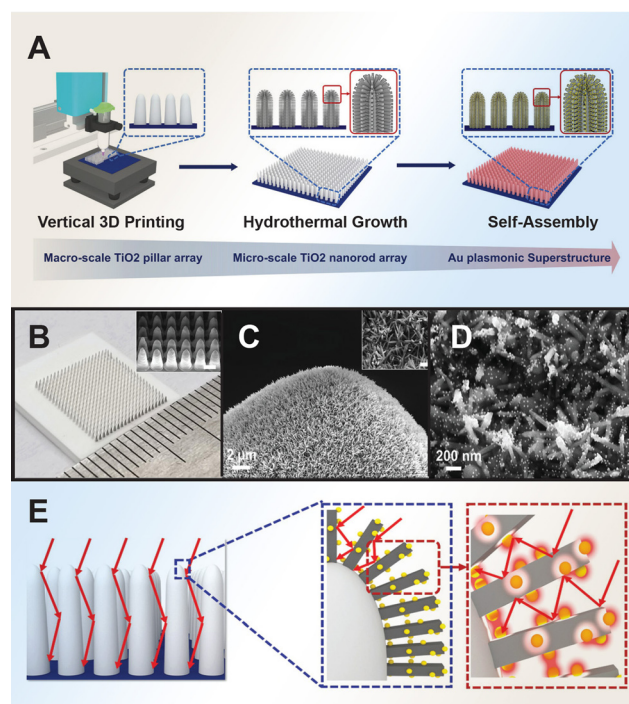 A
Vertical 3D Printing
Hydrothermal Growth
Self-Assembly
Macro-scale TiO2 pillar array
Micro-scale TiO2 nanorod array
Au plasmonic Superstructure
B
C
2 μm
D
200 nm
E